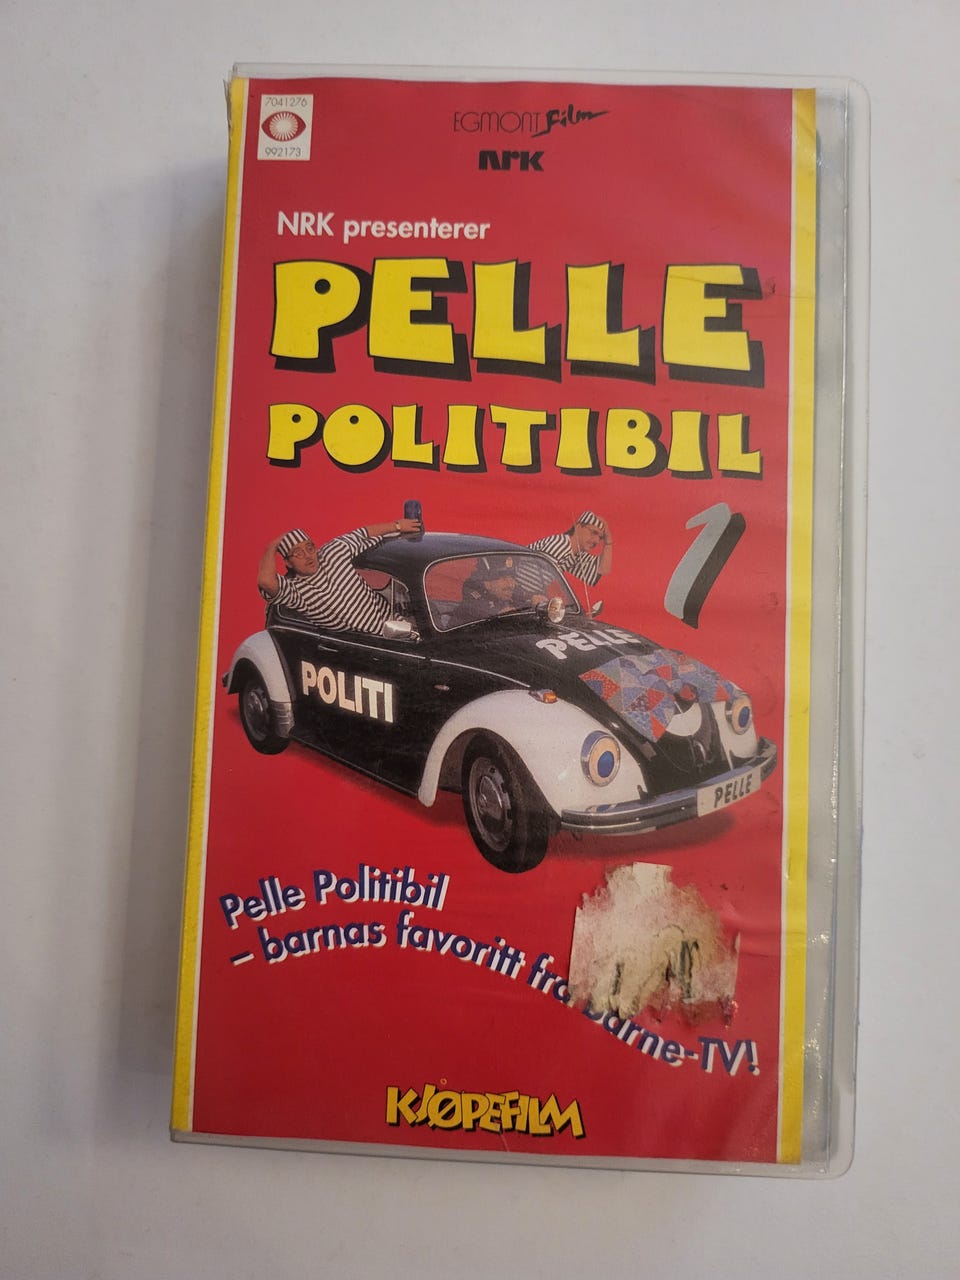 7041276
992173
EGMONT Film
NRK
NRK presenterer
PELLE
POLITIBIL
1
PELLE
POLITI
PELLE
Pelle Politibil
– barnas favoritt fra Barne-TV!
KJØPEFILM